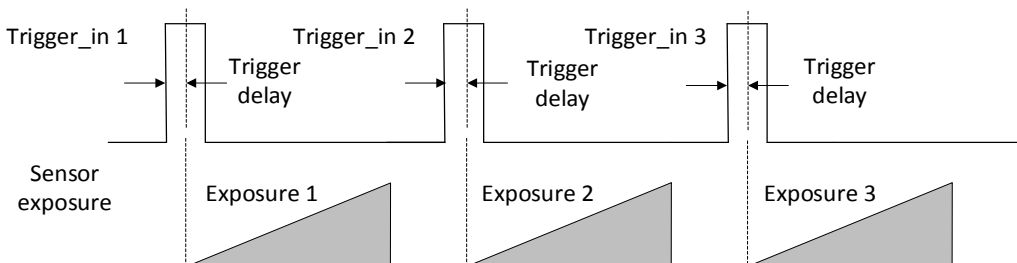 Trigger_in 1
Trigger_in 2
Trigger_in 3
Trigger
delay
Trigger
delay
Trigger
delay
Sensor
exposure
Exposure 1
Exposure 2
Exposure 3